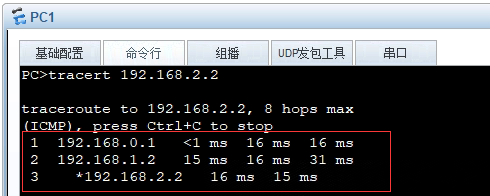 PC1
基础配置 命令行 组播 UDP发包工具 串口
PC>tracert 192.168.2.2
traceroute to 192.168.2.2, 8 hops max
(ICMP), press Ctrl+C to stop
1 192.168.0.1 <1 ms 16 ms 16 ms
2 192.168.1.2 15 ms 16 ms 31 ms
3 *192.168.2.2 16 ms 15 ms